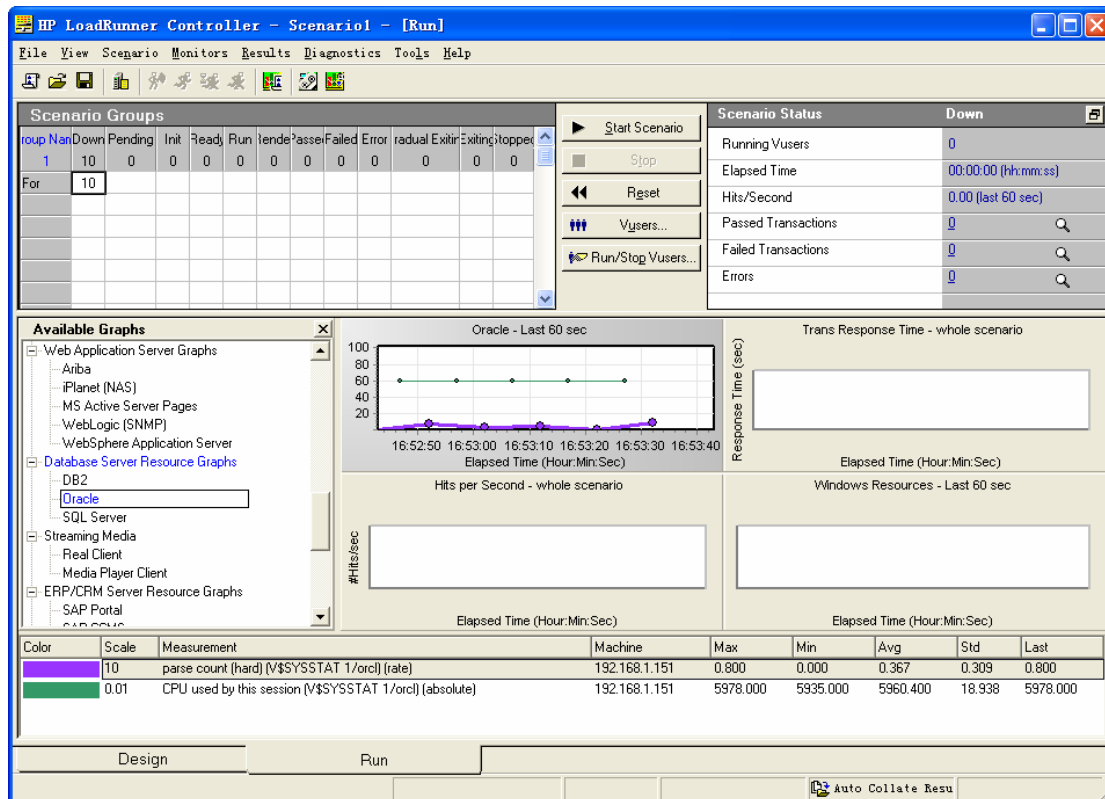 HP LoadRunner Controller - Scenario1 - [Run]
File View Scenario Monitors Results Diagnostics Tools Help
Scenario Groups
roup Nan Down Pending Init Ready Run Rende Passe Failed Error radual Exitin Exiting Stopped
1 10 0 0 0 0 0 0 0 0 0 0 0
For 10
Start Scenario
Stop
Reset
Vusers...
Run/Stop Vusers...
Scenario Status Down
Running Vusers 0
Elapsed Time 00:00:00 (hh:mm:ss)
Hits/Second 0.00 (last 60 sec)
Passed Transactions 0
Failed Transactions 0
Errors 0
Available Graphs
Web Application Server Graphs
Ariba
iPlanet (NAS)
MS Active Server Pages
WebLogic (SNMP)
WebSphere Application Server
Database Server Resource Graphs
DB2
Oracle
SQL Server
Streaming Media
Real Client
Media Player Client
ERP/CRM Server Resource Graphs
SAP Portal
Oracle - Last 60 sec
100
80
60
40
20
16:52:50 16:53:00 16:53:10 16:53:20 16:53:30 16:53:40
Elapsed Time (Hour:Min:Sec)
Trans Response Time - whole scenario
Response Time (sec)
Elapsed Time (Hour:Min:Sec)
Hits per Second - whole scenario
#Hits/sec
Elapsed Time (Hour:Min:Sec)
Windows Resources - Last 60 sec
Elapsed Time (Hour:Min:Sec)
Color Scale Measurement Machine Max Min Avg Std Last
10 parse count (hard) (V$SYSSTAT 1/orcl) (rate) 192.168.1.151 0.800 0.000 0.367 0.309 0.800
0.01 CPU used by this session (V$SYSSTAT 1/orcl) (absolute) 192.168.1.151 5978.000 5935.000 5960.400 18.938 5978.000
Design Run
Auto Collate Resu